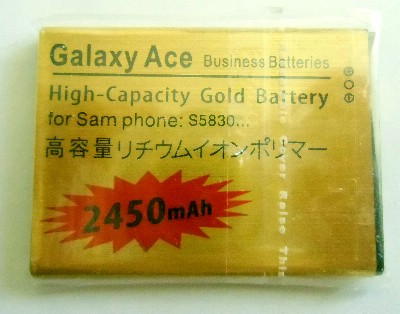 Galaxy Ace Business Batteries
High-Capacity Gold Battery
for Sam phone: S5830...
高容量リチウムイオンポリマー
2450mAh